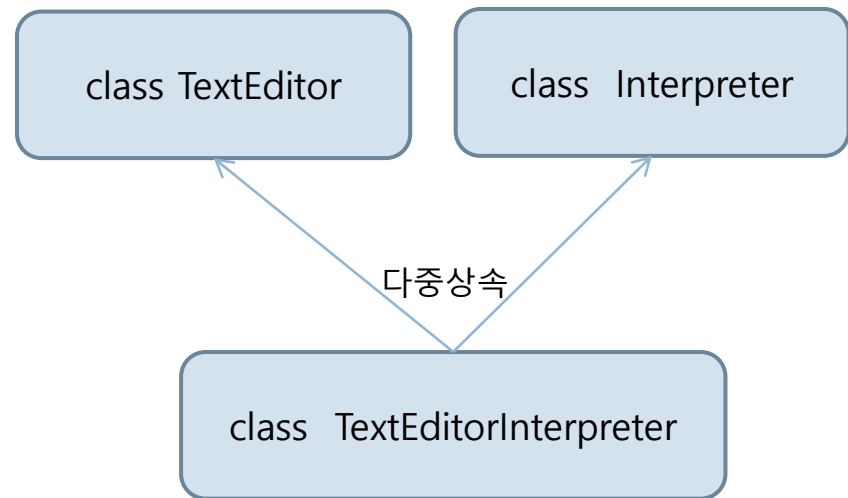 class TextEditor
class Interpreter
다중상속
class TextEditorInterpreter